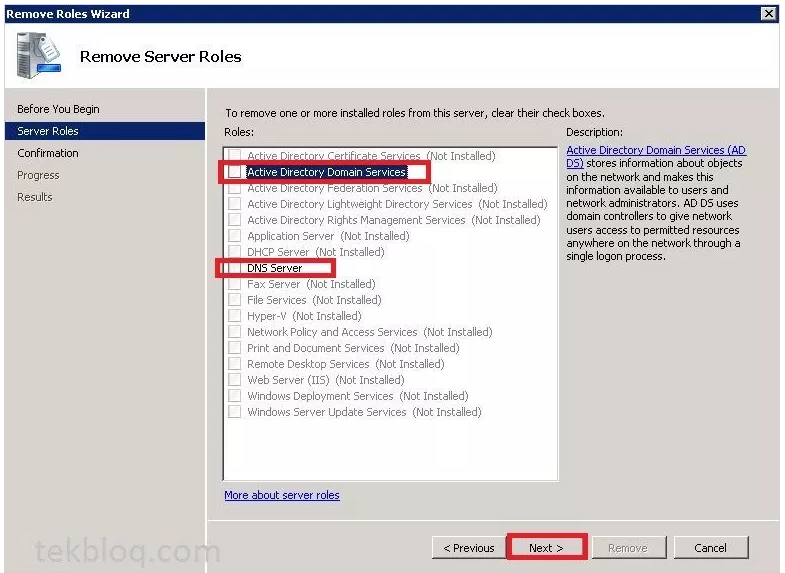 Remove Roles Wizard
Remove Server Roles
Before You Begin
Server Roles
Confirmation
Progress
Results
To remove one or more installed roles from this server, clear their check boxes.
Roles:
Active Directory Certificate Services (Not Installed)
Active Directory Domain Services
Active Directory Federation Services (Not Installed)
Active Directory Lightweight Directory Services (Not Installed)
Active Directory Rights Management Services (Not Installed)
Application Server (Not Installed)
DHCP Server (Not Installed)
DNS Server
Fax Server (Not Installed)
File Services (Not Installed)
Hyper-V (Not Installed)
Network Policy and Access Services (Not Installed)
Print and Document Services (Not Installed)
Remote Desktop Services (Not Installed)
Web Server (IIS) (Not Installed)
Windows Deployment Services (Not Installed)
Windows Server Update Services (Not Installed)
More about server roles
Description:
Active Directory Domain Services (AD
DS) stores information about objects
on the network and makes this
information available to users and
network administrators. AD DS uses
domain controllers to give network
users access to permitted resources
anywhere on the network through a
single logon process.
< Previous
Next >
Remove
Cancel
tekbloq.com